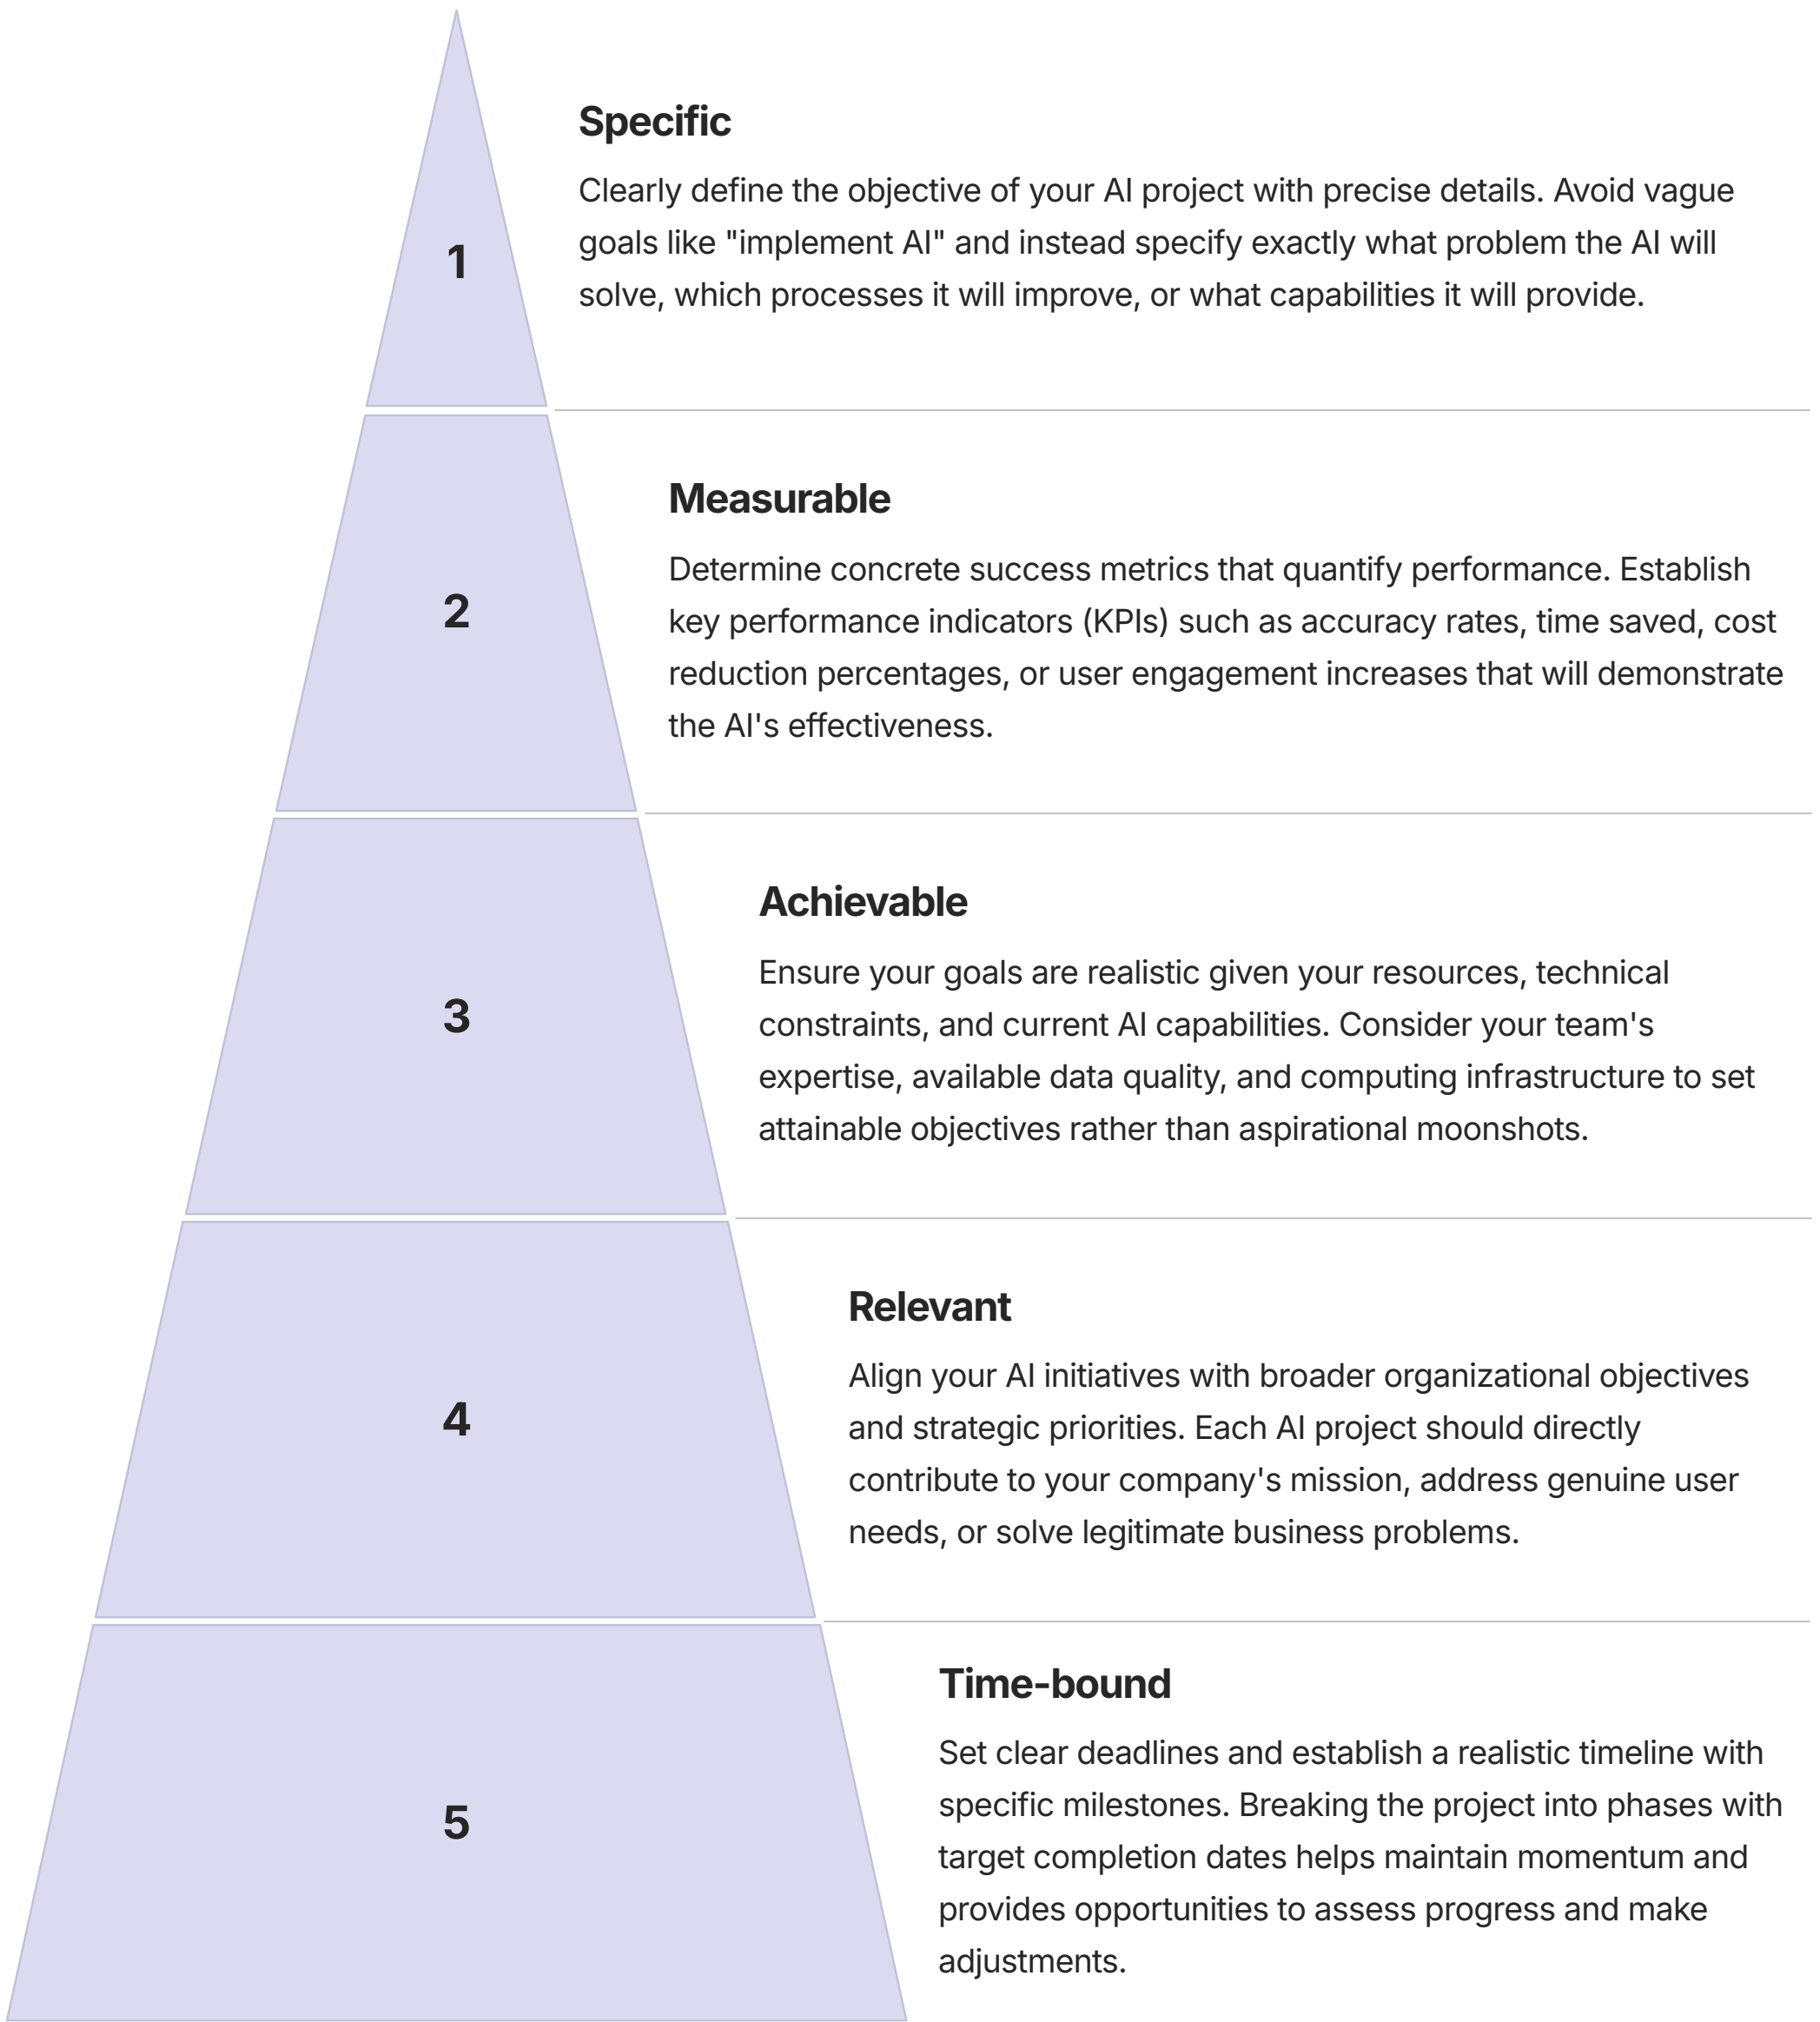 1
Specific
Clearly define the objective of your AI project with precise details. Avoid vague
goals like "implement AI" and instead specify exactly what problem the AI will
solve, which processes it will improve, or what capabilities it will provide.
2
Measurable
Determine concrete success metrics that quantify performance. Establish
key performance indicators (KPIs) such as accuracy rates, time saved, cost
reduction percentages, or user engagement increases that will demonstrate
the AI's effectiveness.
3
Achievable
Ensure your goals are realistic given your resources, technical
constraints, and current AI capabilities. Consider your team's
expertise, available data quality, and computing infrastructure to set
attainable objectives rather than aspirational moonshots.
4
Relevant
Align your AI initiatives with broader organizational objectives
and strategic priorities. Each AI project should directly
contribute to your company's mission, address genuine user
needs, or solve legitimate business problems.
5
Time-bound
Set clear deadlines and establish a realistic timeline with
specific milestones. Breaking the project into phases with
target completion dates helps maintain momentum and
provides opportunities to assess progress and make
adjustments.